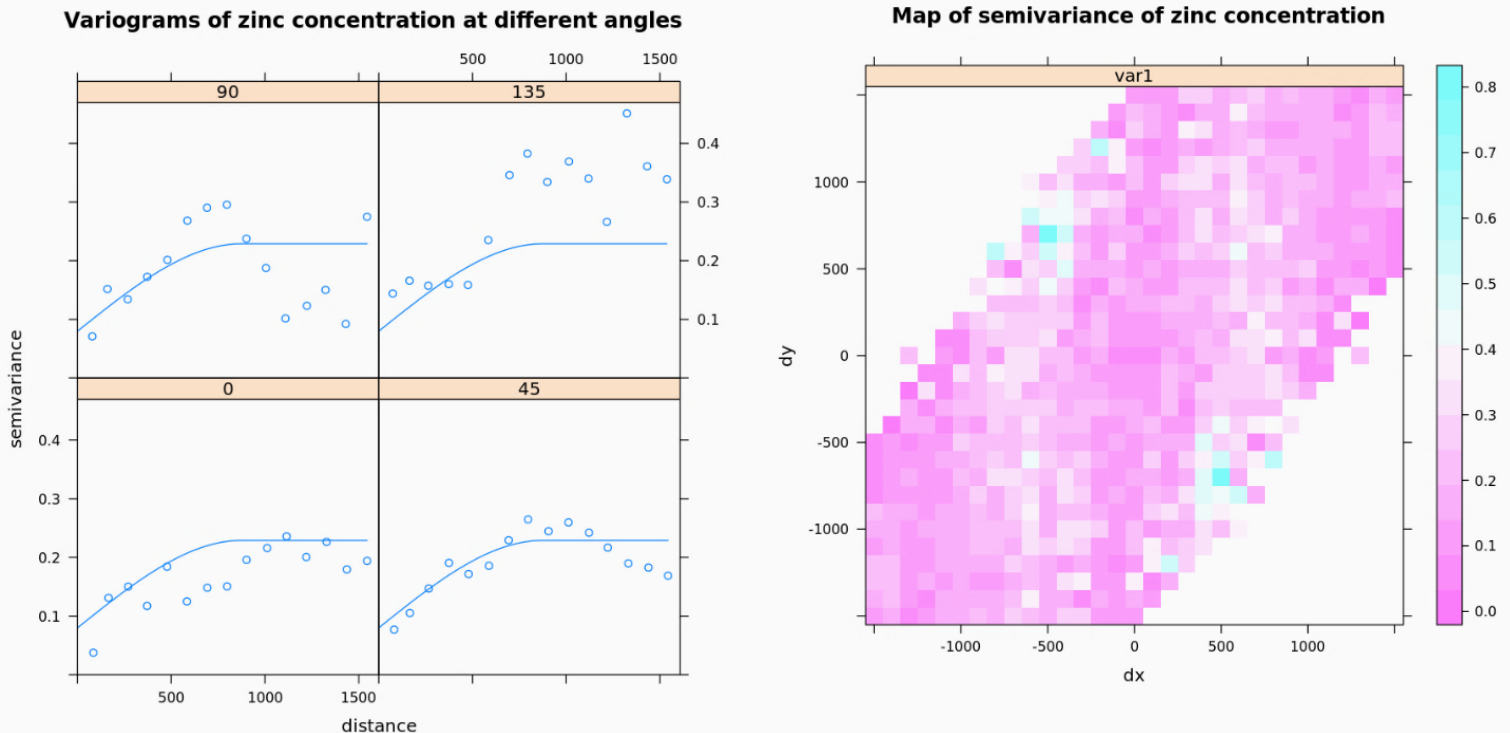 Variograms of zinc concentration at different angles
500 1000 1500
90 135
0.4
0.3
0.2
0.1
0 45
0.4
0.3
0.2
0.1
semivariance
500 1000 1500
distance
Map of semivariance of zinc concentration
var1
1000
500
0
-500
-1000
dy
-1000 -500 0 500 1000
dx
0.8
0.7
0.6
0.5
0.4
0.3
0.2
0.1
0.0